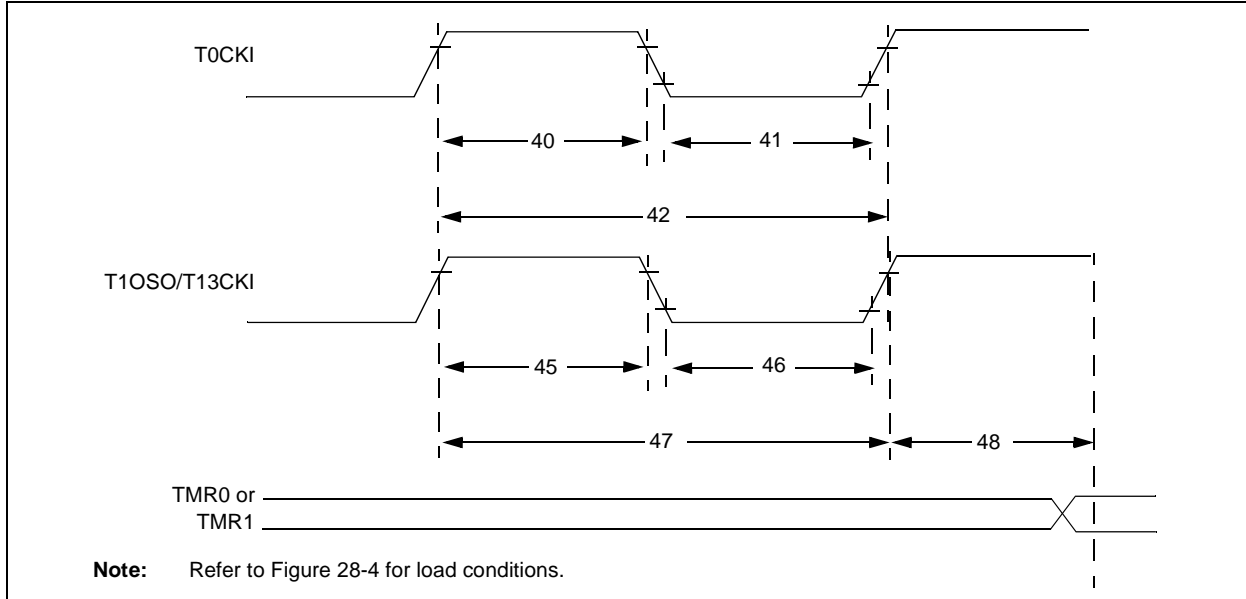 T0CKI
40
41
42
T1OSO/T13CKI
45
46
47
48
TMR0 or
TMR1
Note: Refer to Figure 28-4 for load conditions.